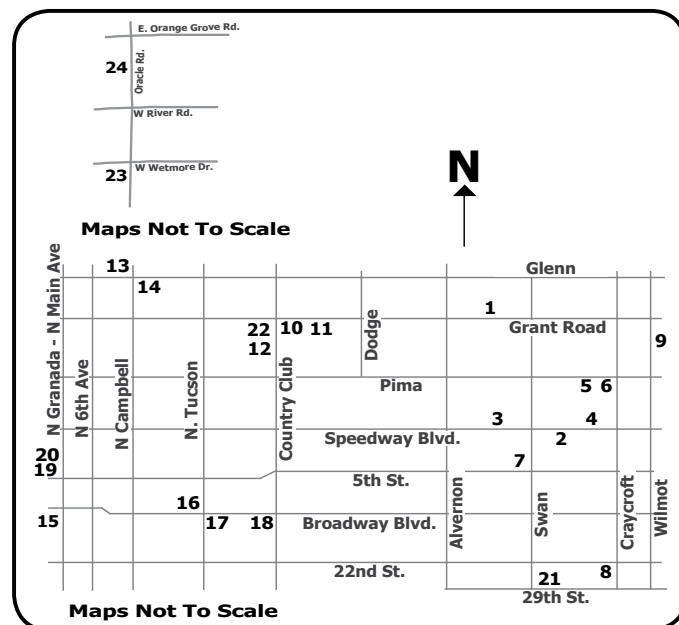 E. Orange Grove Rd.
24
Oracle Rd.
W River Rd.
W Wetmore Dr.
23
N
Maps Not To Scale
13
Glenn
14
1
22 10 11
Grant Road
9
12
Dodge
N Granada - N Main Ave
N 6th Ave
N Campbell
N. Tucson
Country Club
Pima
5 6
3
4
Speedway Blvd.
2
20
7
19
5th St.
16
15
17
18
Broadway Blvd.
Alvernon
Swan
Craycroft
Wilmot
22nd St.
21
8
29th St.
Maps Not To Scale